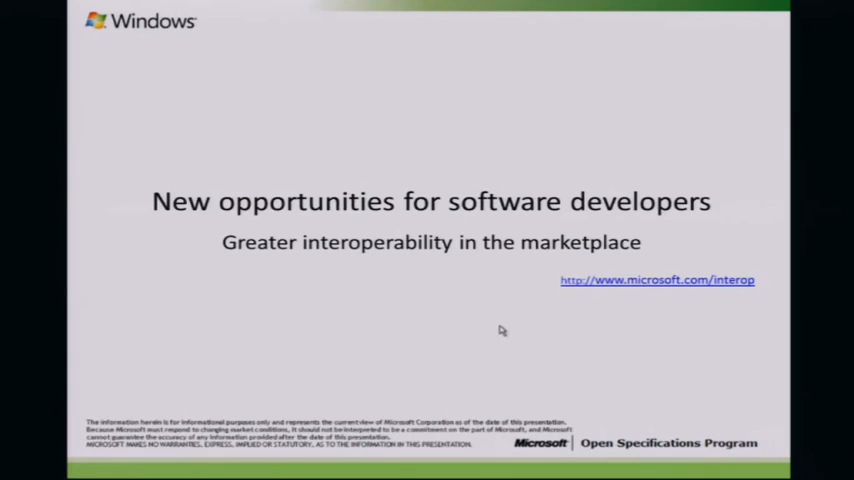 Windows
New opportunities for software developers
Greater interoperability in the marketplace
http://www.microsoft.com/interop
The information herein is for informational purposes only and represents the current view of Microsoft Corporation as of the date of this presentation.
Because Microsoft must respond to changing market conditions, it should not be interpreted to be a commitment on the part of Microsoft, and Microsoft
cannot guarantee the accuracy of any information provided after the date of this presentation.
MICROSOFT MAKES NO WARRANTIES, EXPRESS, IMPLIED OR STATUTORY, AS TO THE INFORMATION IN THIS PRESENTATION.
Microsoft | Open Specifications Program